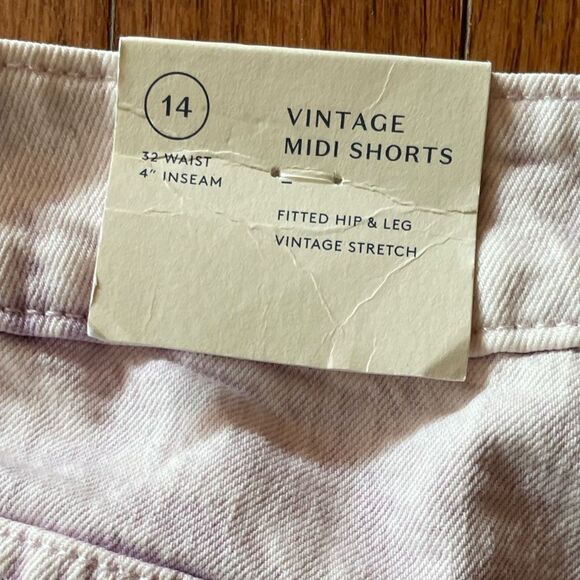 14
32 WAIST
4" INSEAM
VINTAGE
MIDI SHORTS
FITTED HIP & LEG
VINTAGE STRETCH